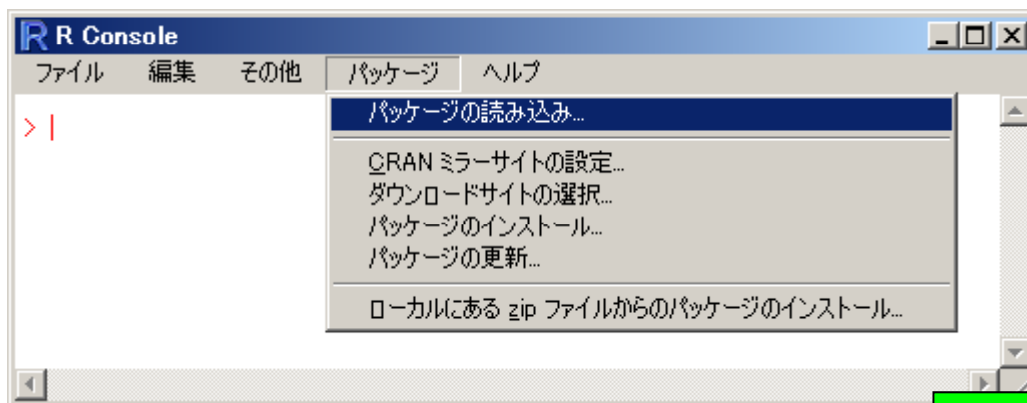 R R Console
ファイル 編集 その他 パッケージ ヘルプ
>
パッケージの読み込み...
CRAN ミラーサイトの設定...
ダウンロードサイトの選択...
パッケージのインストール...
パッケージの更新...
ローカルにある zip ファイルからのパッケージのインストール...